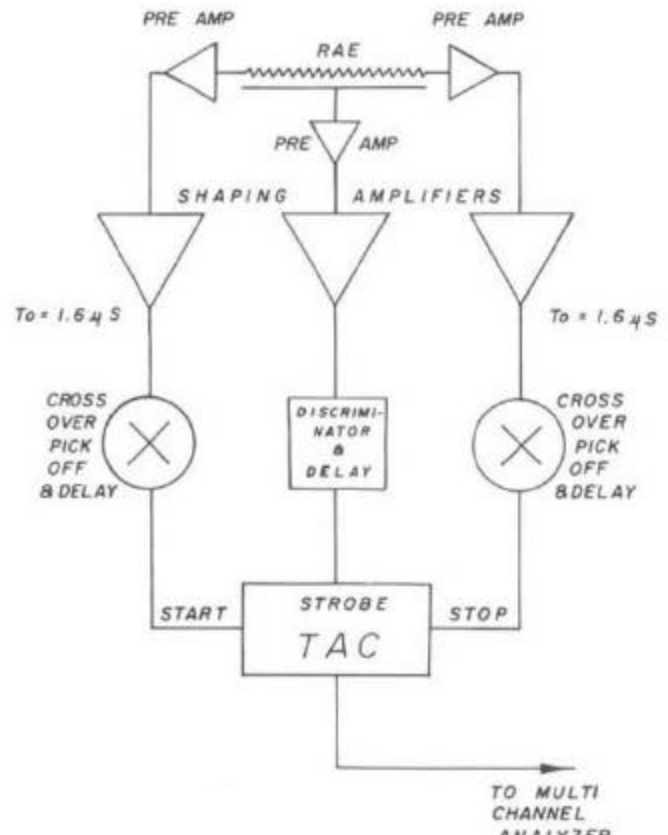 PRE AMP
PRE AMP
RAE
PRE AMP
SHAPING AMPLIFIERS
To = 1.6 μS
To = 1.6 μS
CROSS
OVER
PICK
OFF
& DELAY
DISCRIMI-
NATOR
&
DELAY
CROSS
OVER
PICK
OFF
& DELAY
START
STROBE
STOP
TAC
TO MULTI
CHANNEL
ANALYZER